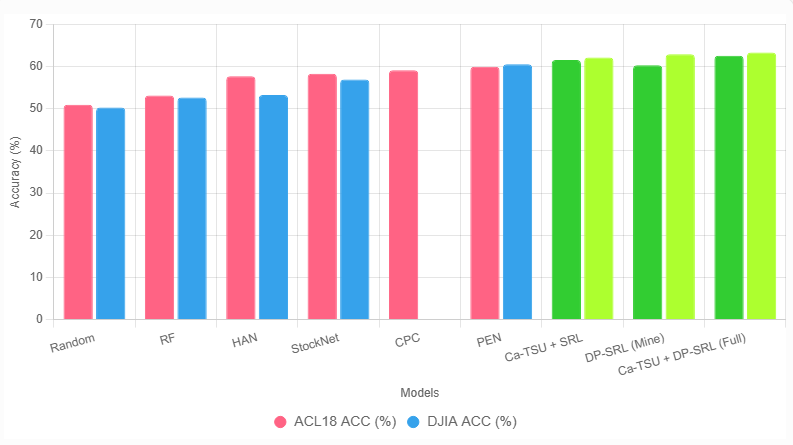 70
60
50
40
30
20
10
0
Accuracy (%)
Random
RF
HAN
StockNet
CPC
PEN
Ca-TSU + SRL
DP-SRL (Mine)
Ca-TSU + DP-SRL (Full)
Models
ACL18 ACC (%) DJIA ACC (%)